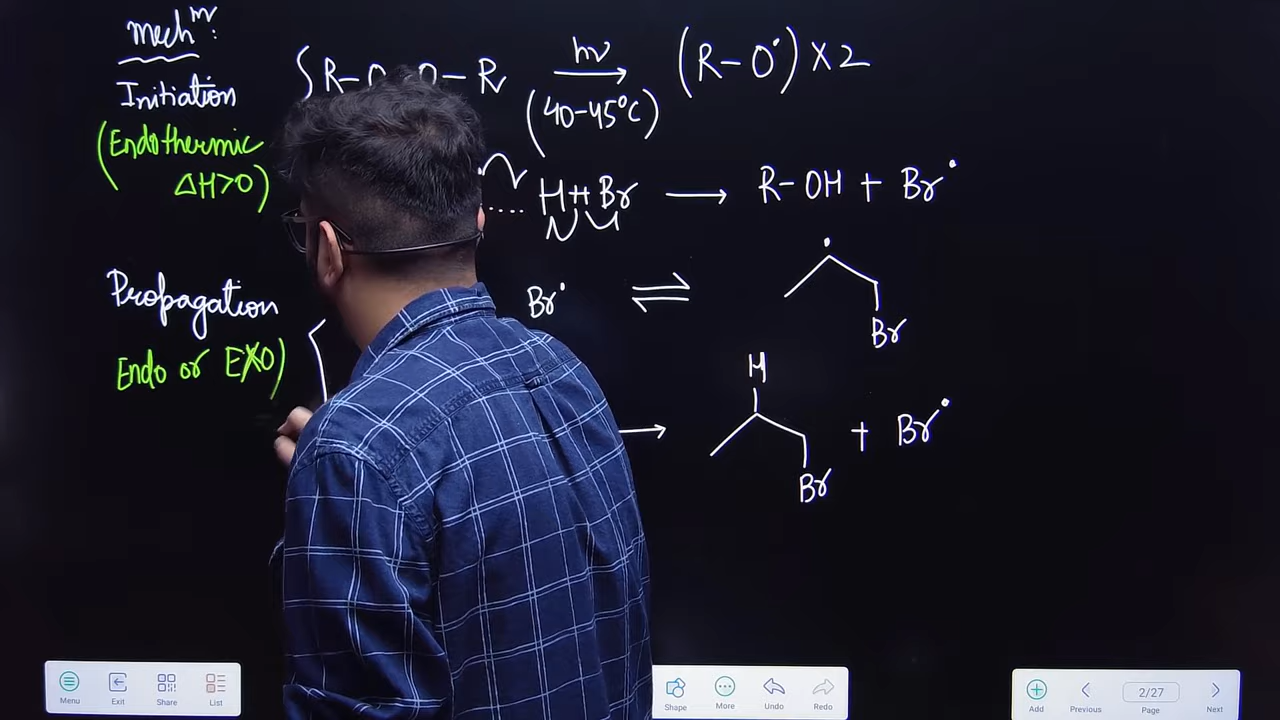 mech^m :
Initiation
(Endothermic
ΔH>0)
R-O O-R hν (40-45°C) (R-O•)×2
H Br → R-OH + Br•
Propagation
Endo or EXO)
Br• ⇌
Br
H
→ + Br•
Br
Menu Exit Share List Shape More Undo Redo Add Previous 2/27 Page Next